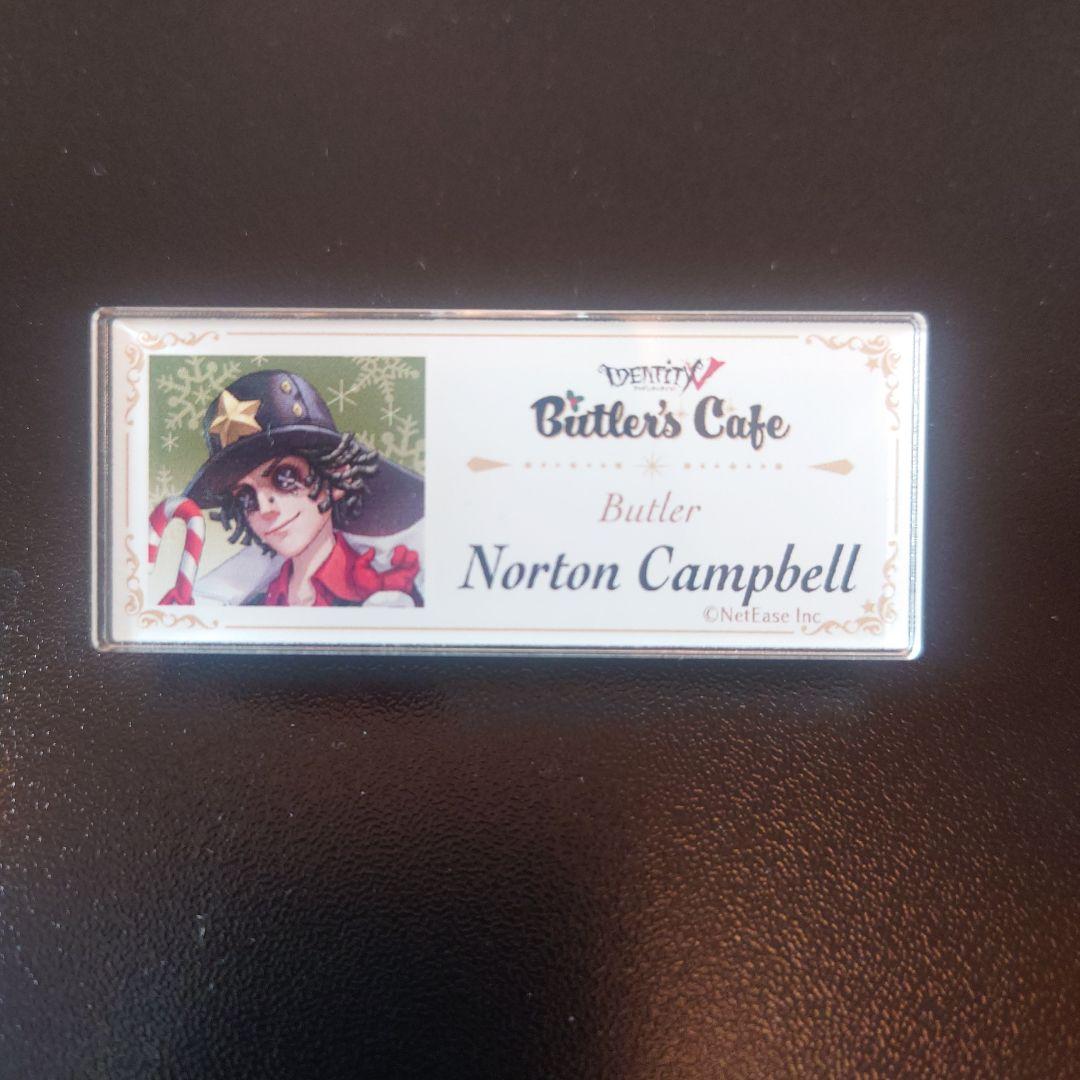 IDENTITY V
Butler's Cafe
Butler
Norton Campbell
©NetEase Inc